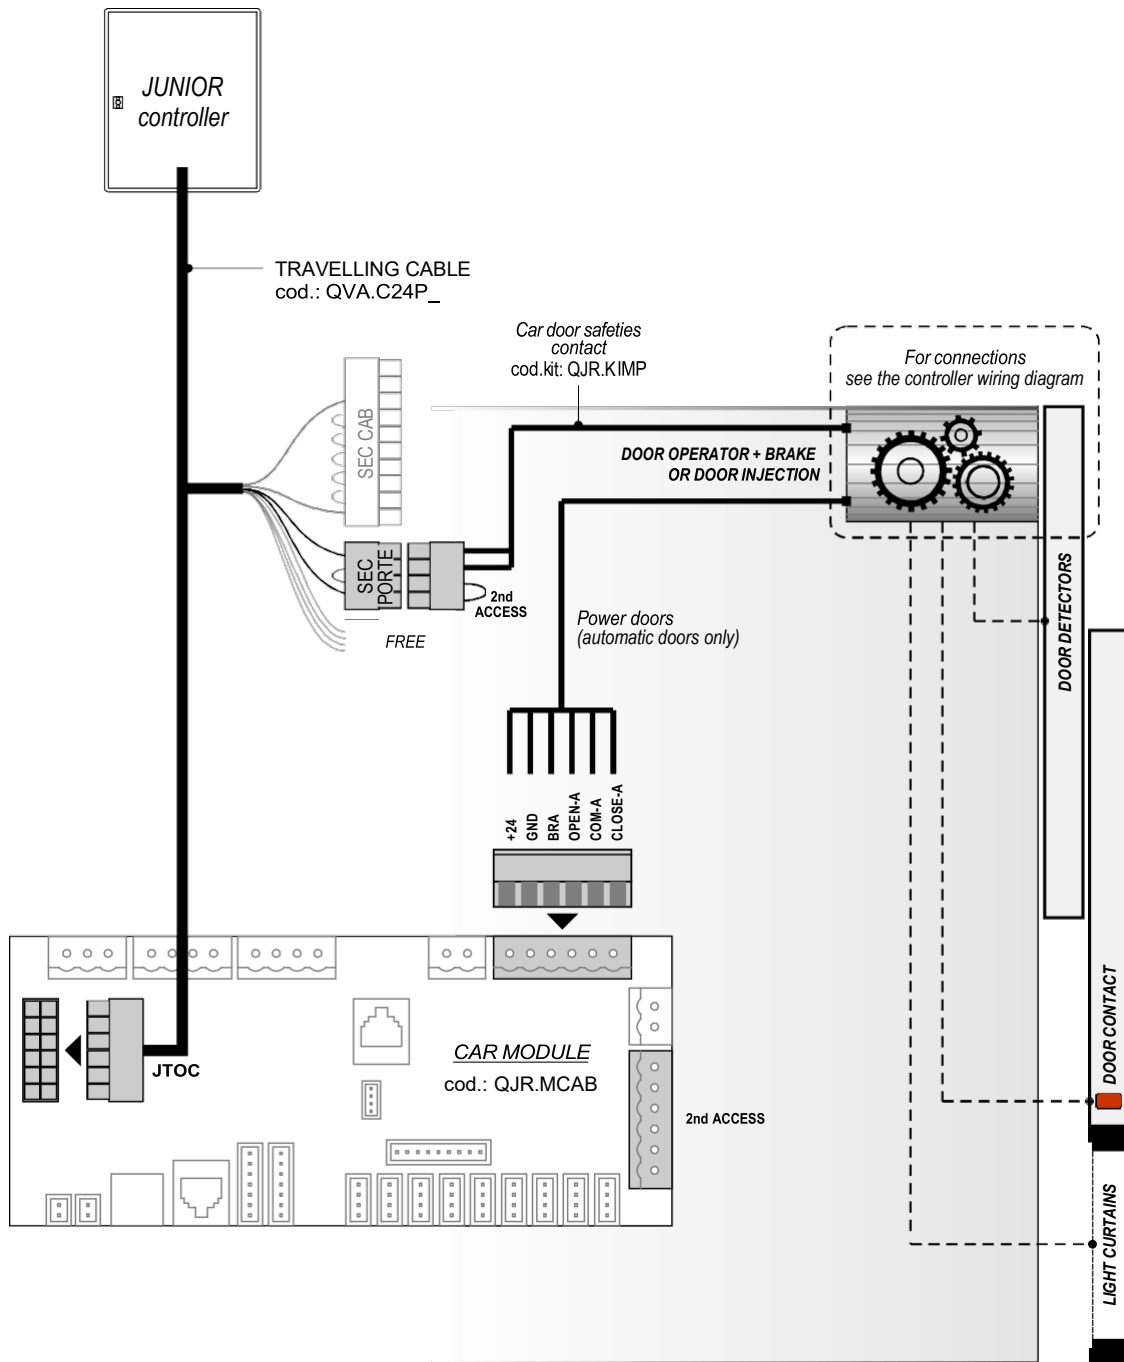 JUNIOR
controller
TRAVELLING CABLE
cod.: QVA.C24P_
Car door safeties
contact
cod.kit: QJR.KIMP
For connections
see the controller wiring diagram
SEC CAB
DOOR OPERATOR + BRAKE
OR DOOR INJECTION
SEC
PORTE
2nd
ACCESS
FREE
Power doors
(automatic doors only)
DOOR DETECTORS
+24
GND
BRA
OPEN-A
COM-A
CLOSE-A
JTOC
CAR MODULE
cod.: QJR.MCAB
2nd ACCESS
DOOR CONTACT
LIGHT CURTAINS